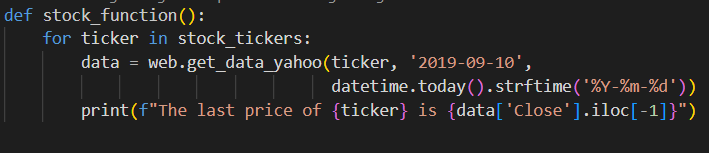 def stock_function():
    for ticker in stock_tickers:
        data = web.get_data_yahoo(ticker, '2019-09-10',
                                  datetime.today().strftime('%Y-%m-%d'))
        print(f"The last price of {ticker} is {data['Close'].iloc[-1]}")